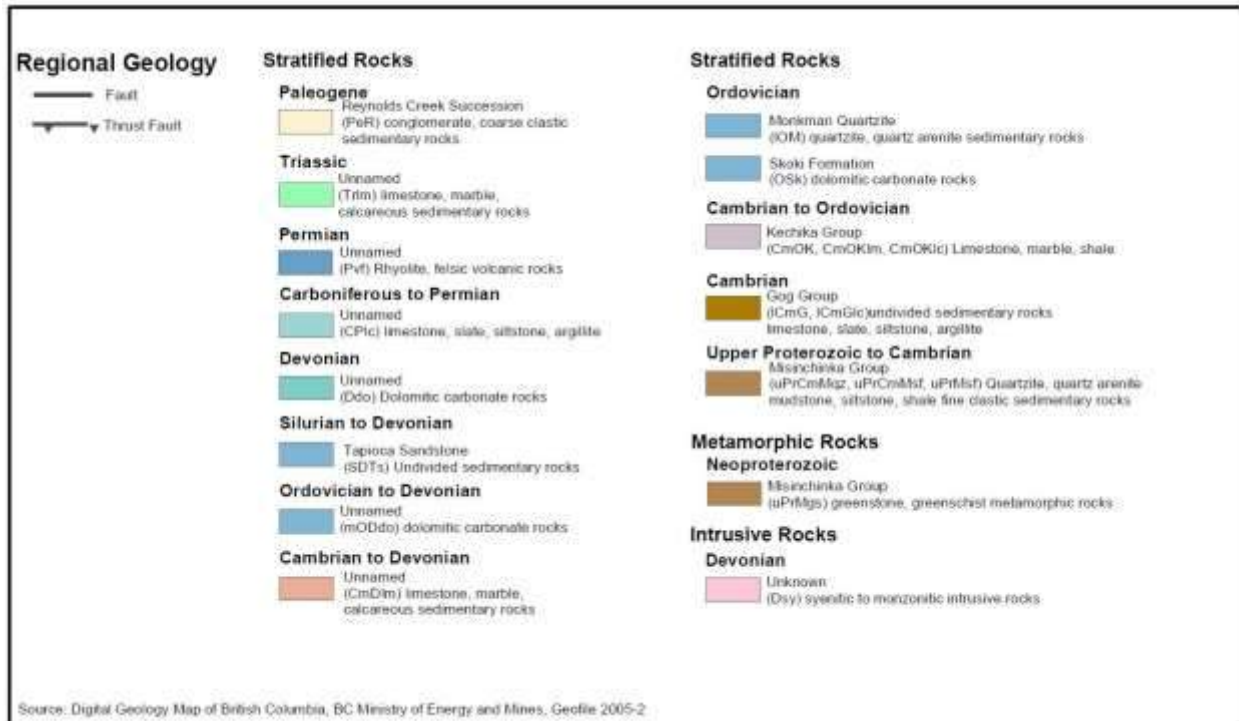 Regional Geology
Fault
Thrust Fault
Stratified Rocks
Paleogene
Reynolds Creek Succession
(PeR) conglomerate, coarse clastic
sedimentary rocks
Triassic
Unnamed
(Trlm) limestone, marble,
calcareous sedimentary rocks
Permian
Unnamed
(Pvf) Rhyolite, felsic volcanic rocks
Carboniferous to Permian
Unnamed
(CPlc) limestone, slate, siltstone, argillite
Devonian
Unnamed
(Ddo) Dolomitic carbonate rocks
Silurian to Devonian
Tapioca Sandstone
(SDTs) Undivided sedimentary rocks
Ordovician to Devonian
Unnamed
(mODdo) dolomitic carbonate rocks
Cambrian to Devonian
Unnamed
(CmDlm) limestone, marble,
calcareous sedimentary rocks
Stratified Rocks
Ordovician
Monkman Quartzite
(lOM) quartzite, quartz arenite sedimentary rocks
Skoki Formation
(OSk) dolomitic carbonate rocks
Cambrian to Ordovician
Kechika Group
(CmOK, CmOKlm, CmOKlc) Limestone, marble, shale
Cambrian
Gog Group
(lCmG, lCmGlc)undivided sedimentary rocks
limestone, slate, siltstone, argillite
Upper Proterozoic to Cambrian
Misinchinka Group
(uPrCmMqz, uPrCmMsf, uPrMsf) Quartzite, quartz arenite
mudstone, siltstone, shale fine clastic sedimentary rocks
Metamorphic Rocks
Neoproterozoic
Misinchinka Group
(uPrMgs) greenstone, greenschist metamorphic rocks
Intrusive Rocks
Devonian
Unknown
(Dsy) syenitic to monzonitic intrusive rocks
Source: Digital Geology Map of British Columbia, BC Ministry of Energy and Mines, Geofile 2005-2